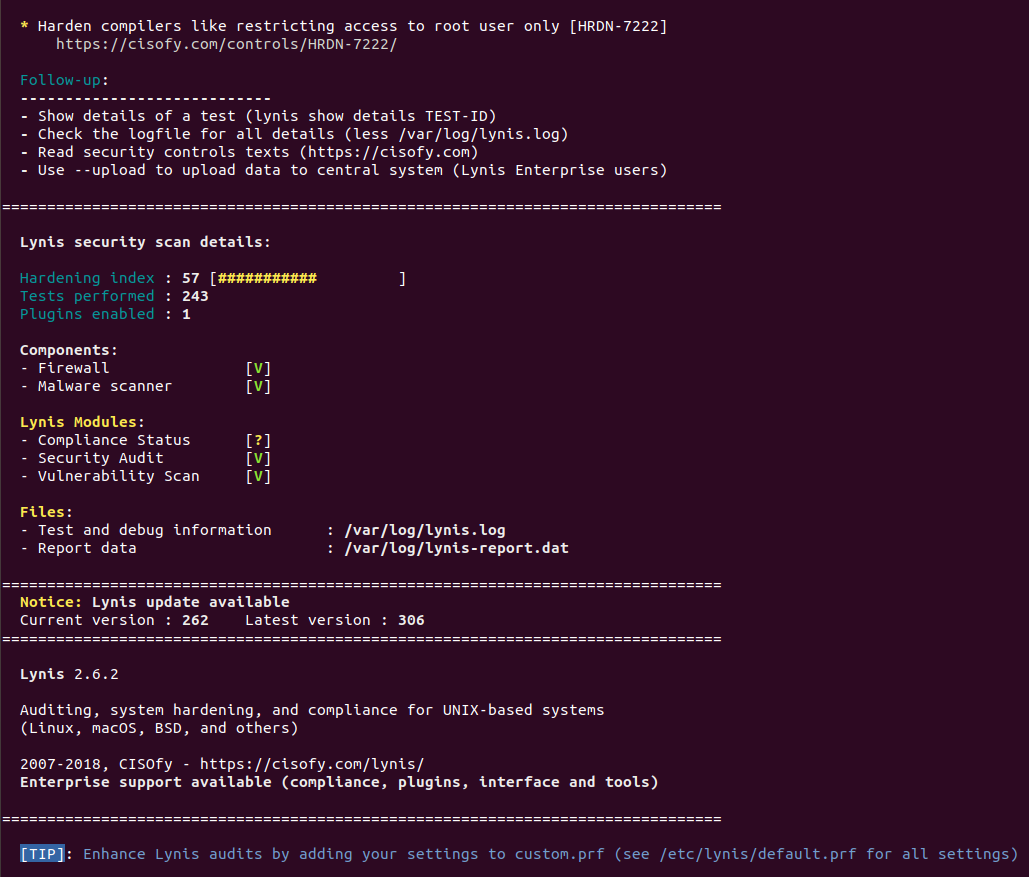 * Harden compilers like restricting access to root user only [HRDN-7222]
https://cisofy.com/controls/HRDN-7222/
Follow-up:
----------------------------
- Show details of a test (lynis show details TEST-ID)
- Check the logfile for all details (less /var/log/lynis.log)
- Read security controls texts (https://cisofy.com)
- Use --upload to upload data to central system (Lynis Enterprise users)
================================================================================
Lynis security scan details:
Hardening index : 57 [###########         ]
Tests performed : 243
Plugins enabled : 1
Components:
- Firewall               [V]
- Malware scanner        [V]
Lynis Modules:
- Compliance Status      [?]
- Security Audit         [V]
- Vulnerability Scan     [V]
Files:
- Test and debug information      : /var/log/lynis.log
- Report data                     : /var/log/lynis-report.dat
================================================================================
Notice: Lynis update available
Current version : 262    Latest version : 306
================================================================================
Lynis 2.6.2
Auditing, system hardening, and compliance for UNIX-based systems
(Linux, macOS, BSD, and others)
2007-2018, CISOfy - https://cisofy.com/lynis/
Enterprise support available (compliance, plugins, interface and tools)
================================================================================
[TIP]: Enhance Lynis audits by adding your settings to custom.prf (see /etc/lynis/default.prf for all settings)